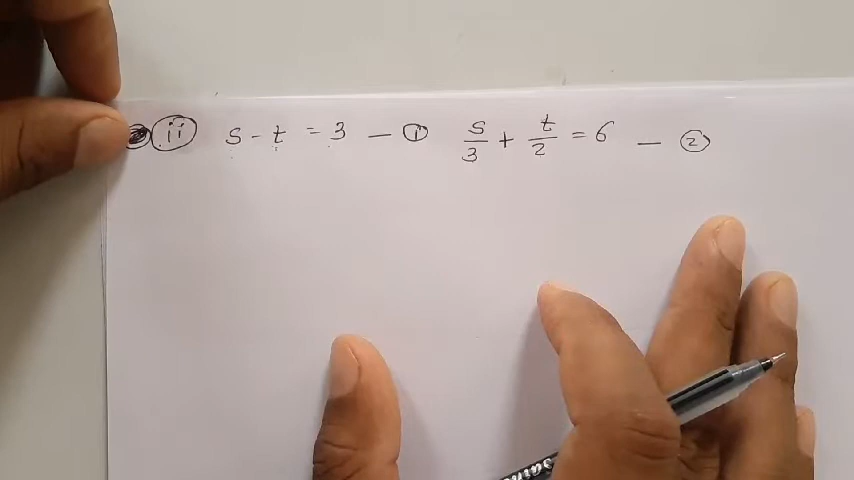 ii s - t = 3 — ① s/3 + t/2 = 6 — ②